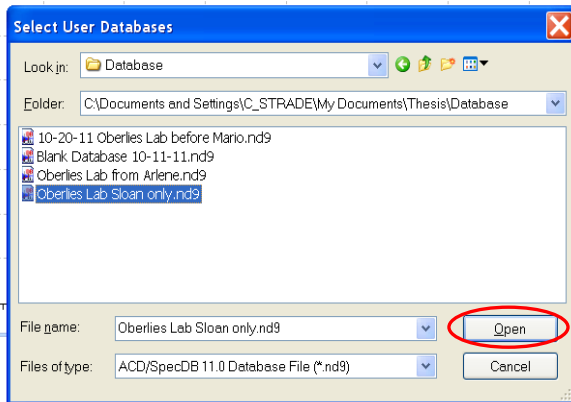 Select User Databases
Look in: Database
Folder: C:\Documents and Settings\C_STRADE\My Documents\Thesis\Database
10-20-11 Oberlies Lab before Mario.nd9
Blank Database 10-11-11.nd9
Oberlies Lab from Arlene.nd9
Oberlies Lab Sloan only.nd9
File name: Oberlies Lab Sloan only.nd9 Open
Files of type: ACD/SpecDB 11.0 Database File (*.nd9) Cancel